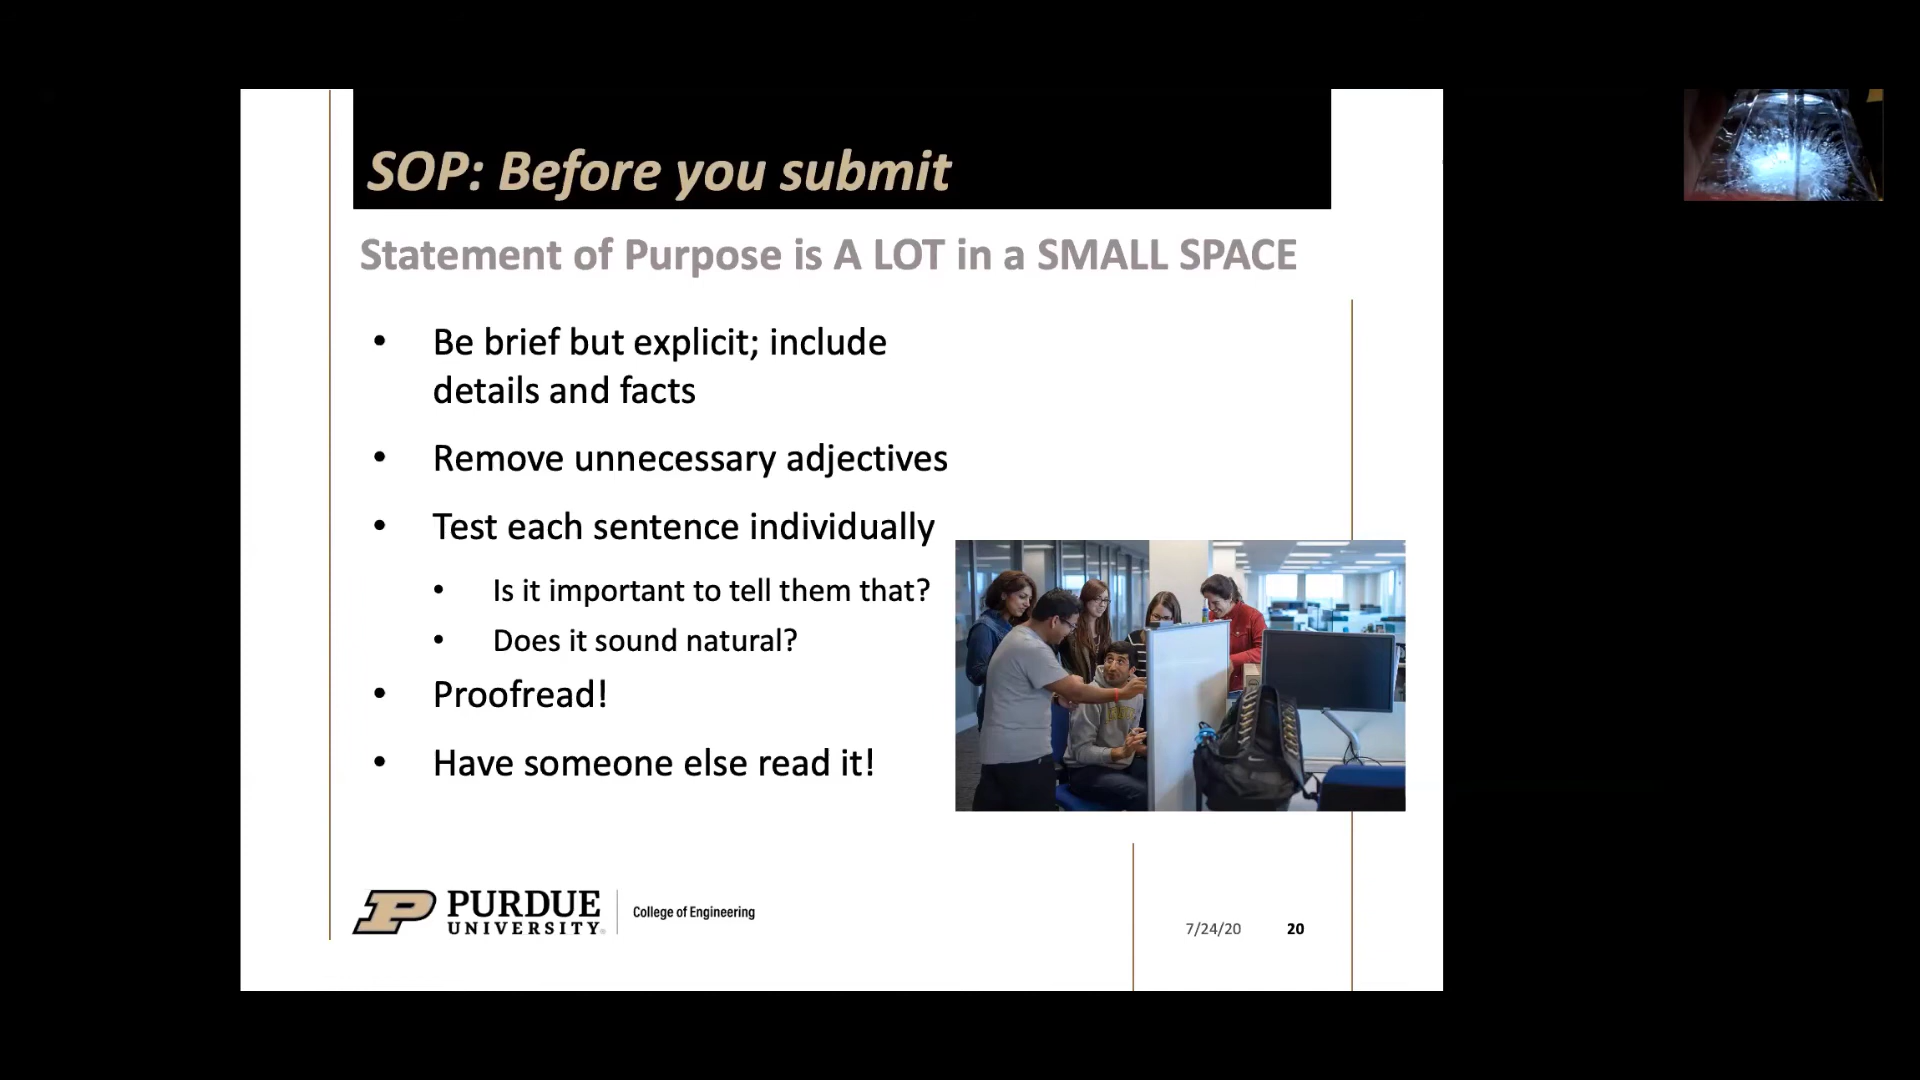 SOP: Before you submit
Statement of Purpose is A LOT in a SMALL SPACE
• Be brief but explicit; include
details and facts
• Remove unnecessary adjectives
• Test each sentence individually
• Is it important to tell them that?
• Does it sound natural?
• Proofread!
• Have someone else read it!
PURDUE
UNIVERSITY®
College of Engineering
7/24/20 20